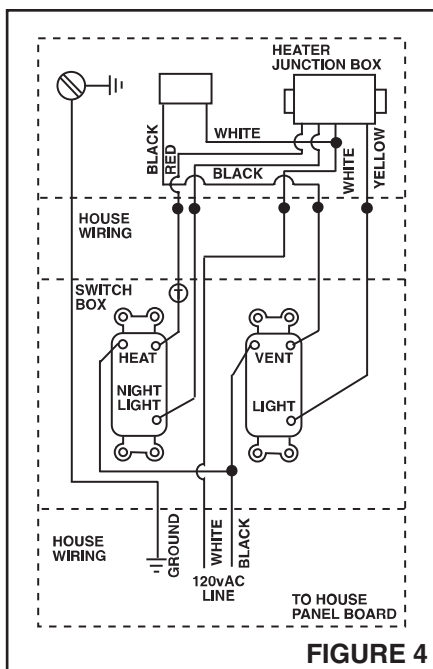 HEATER
JUNCTION BOX
WHITE
BLACK
RED
BLACK
WHITE
YELLOW
HOUSE
WIRING
SWITCH
BOX
T
HEAT
VENT
NIGHT
LIGHT
LIGHT
HOUSE
WIRING
GROUND
WHITE
BLACK
120vAC
LINE
TO HOUSE
PANEL BOARD
FIGURE 4